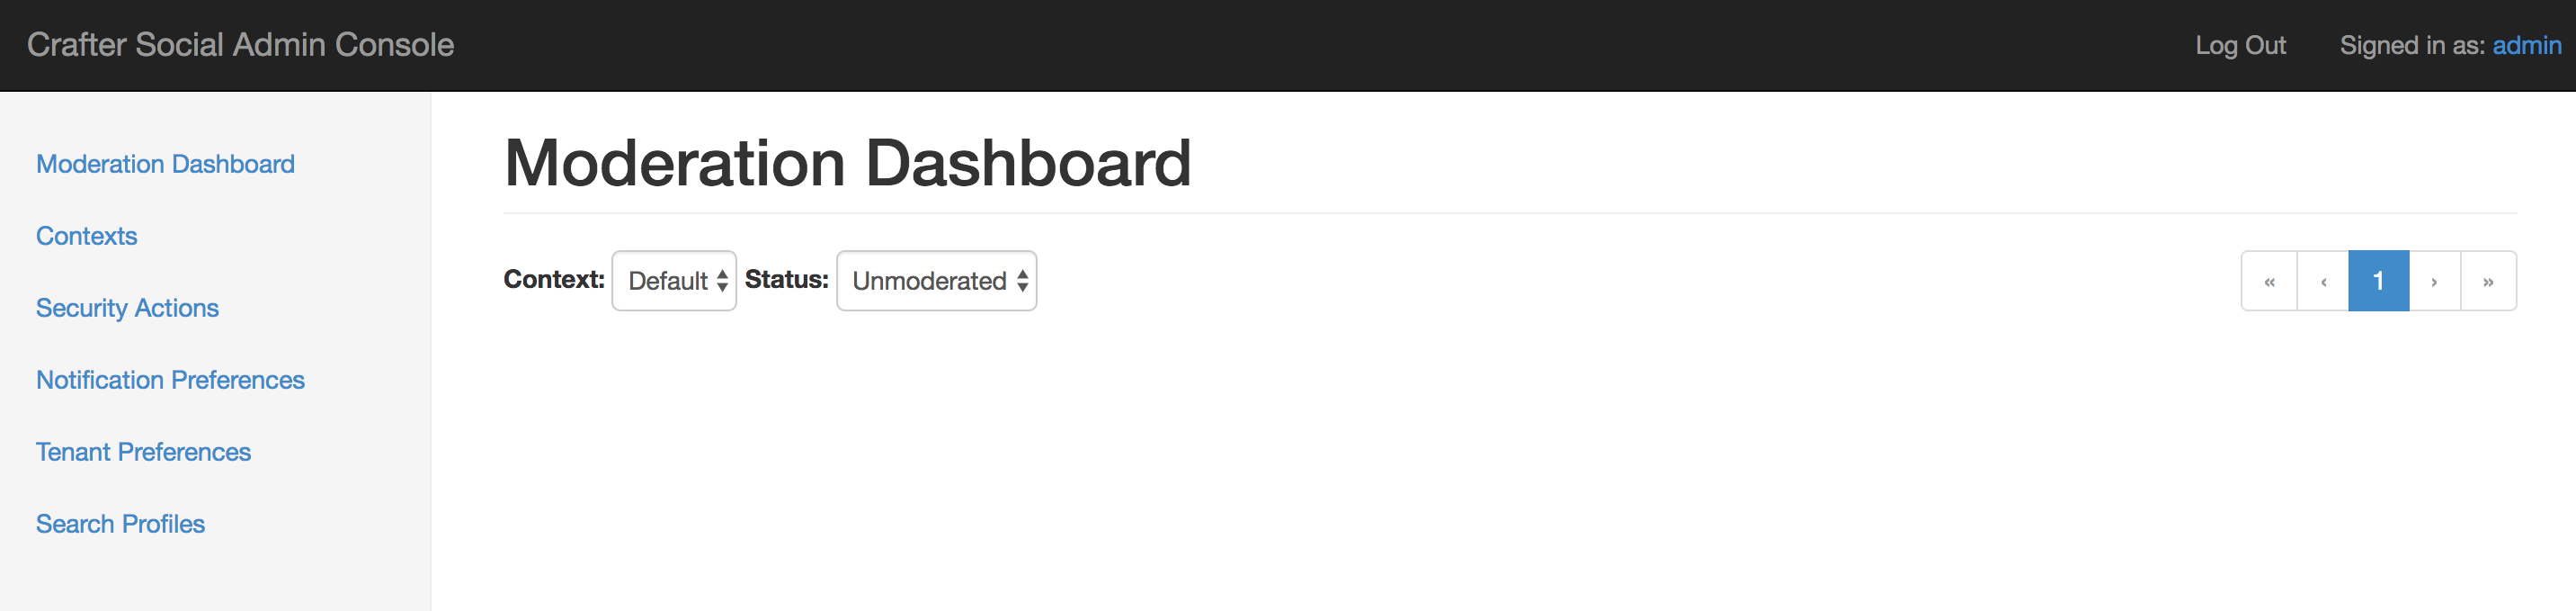 Crafter Social Admin Console
Log Out
Signed in as: admin
Moderation Dashboard
Contexts
Security Actions
Notification Preferences
Tenant Preferences
Search Profiles
Moderation Dashboard
Context: Default Status: Unmoderated
« ‹ 1 › »